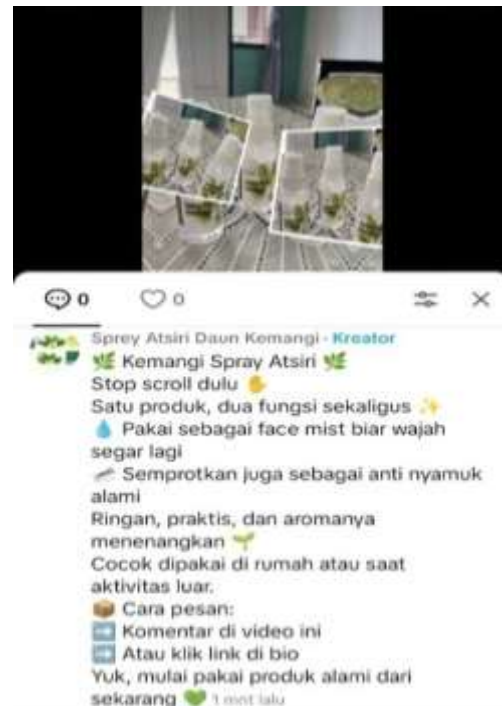 0 0
Sprey Atsiri Daun Kemangi · Kreator
🌿 Kemangi Spray Atsiri 🌿
Stop scroll dulu ✋
Satu produk, dua fungsi sekaligus ✨
💧 Pakai sebagai face mist biar wajah
segar lagi
🦟 Semprotkan juga sebagai anti nyamuk
alami
Ringan, praktis, dan aromanya
menenangkan 🌱
Cocok dipakai di rumah atau saat
aktivitas luar.
📦 Cara pesan:
➡️ Komentar di video ini
➡️ Atau klik link di bio
Yuk, mulai pakai produk alami dari
sekarang 💚 1 mnt lalu